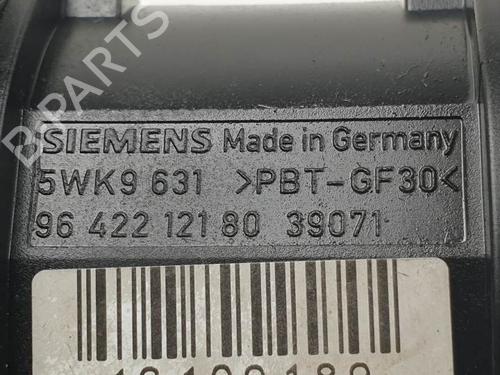 B PARTS
SIEMENS Made in Germany
5WK9 631 >PBT-GF30<
96 422 121 80 39071